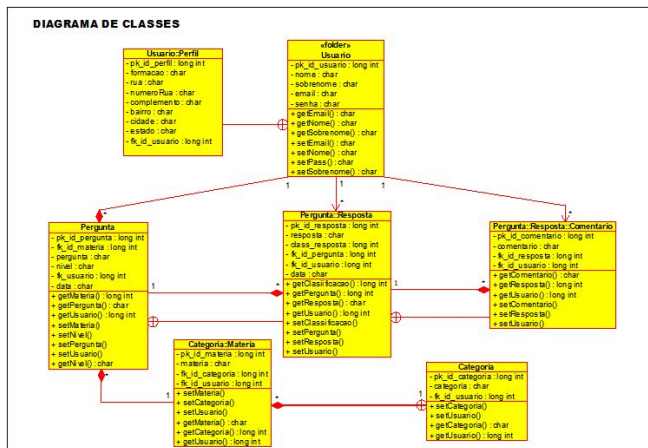 DIAGRAMA DE CLASSES
Usuario::Perfil
- pk_id_perfil : long int
- formacao : char
- rua : char
- numeroRua : char
- complemento : char
- bairro : char
- cidade : char
- estado : char
- fk_id_usuario : long int
«folder»
Usuario
- pk_id_usuario : long int
- nome : char
- sobrenome : char
- email : char
- senha : char
+ getEmail() : char
+ getNome() : char
+ getSobrenome() : char
+ setEmail() : char
+ setNome() : char
+ setPass() : char
+ setSobrenome() : char
1
1
1
*
*
*
Pergunta
- pk_id_pergunta : long int
- fk_id_materia : long int
- pergunta : char
- nivel : char
- fk_usuario : long int
- data : char
+ getMateria() : long int
+ getPergunta() : char
+ getUsuario() : long int
+ setMateria()
+ setNivel()
+ setPergunta()
+ setUsuario()
+ getNivel() : char
Pergunta::Resposta
- pk_id_resposta : long int
- resposta : char
- class_resposta : long int
- fk_id_pergunta : long int
- fk_id_usuario : long int
- data : char
+ getClasiificacao() : long int
+ getPergunta() : long int
+ getResposta() : char
+ getUsuario() : long int
+ setClassificacao()
+ setPergunta()
+ setResposta()
+ setUsuario()
Pergunta::Resposta::Comentario
- pk_id_comentario : long int
- comentario : char
- fk_id_resposta : long int
- fk_id_usuario : long int
+ getComentario() : char
+ getResposta() : long int
+ getUsuario() : long int
+ setComentario()
+ setResposta()
+ setUsuario()
1
*
1
*
Categoria::Materia
- pk_id_materia : long int
- materia : char
- fk_id_categoria : long int
- fk_id_usuario : long int
+ setMateria()
+ setCategoria()
+ setUsuario()
+ getMateria() : char
+ getCategoria() : long int
+ getUsuario() : long int
Categoria
- pk_id_categoria : long int
- categoria : char
- fk_id_usuario : long int
+ setCategoria()
+ setUsuario()
+ getCategoria() : char
+ getUsuario() : long int
*
1
*
1